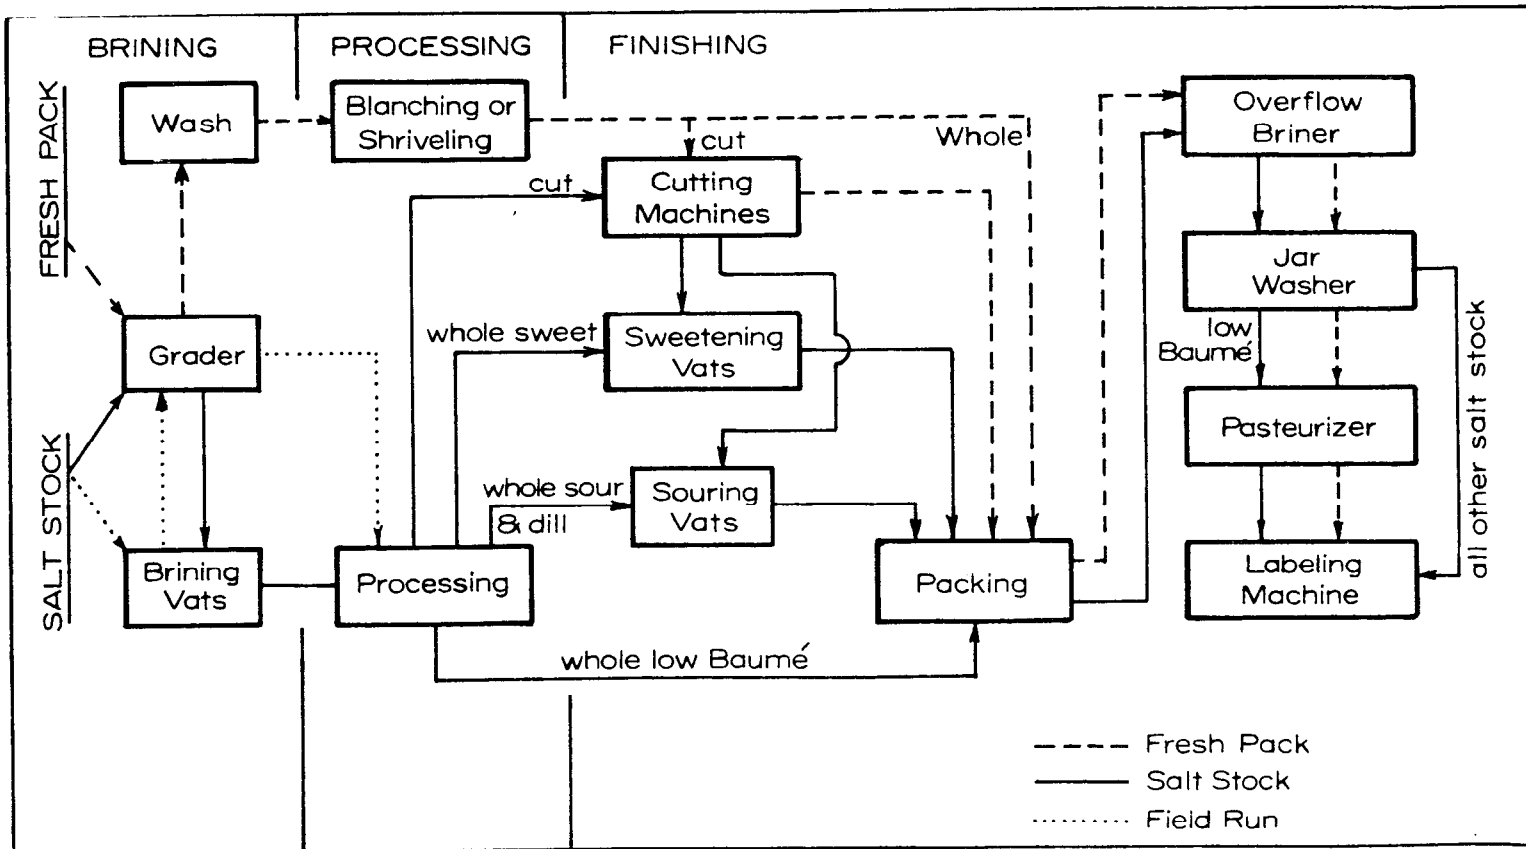 BRINING
PROCESSING
FINISHING
FRESH PACK
SALT STOCK
Wash
Blanching or
Shriveling
cut
Whole
Overflow
Briner
cut
Cutting
Machines
Jar
Washer
Grader
whole sweet
Sweetening
Vats
low
Baumé
all other salt stock
Pasteurizer
whole sour
& dill
Souring
Vats
Brining
Vats
Processing
Packing
Labeling
Machine
whole low Baumé
Fresh Pack
Salt Stock
Field Run